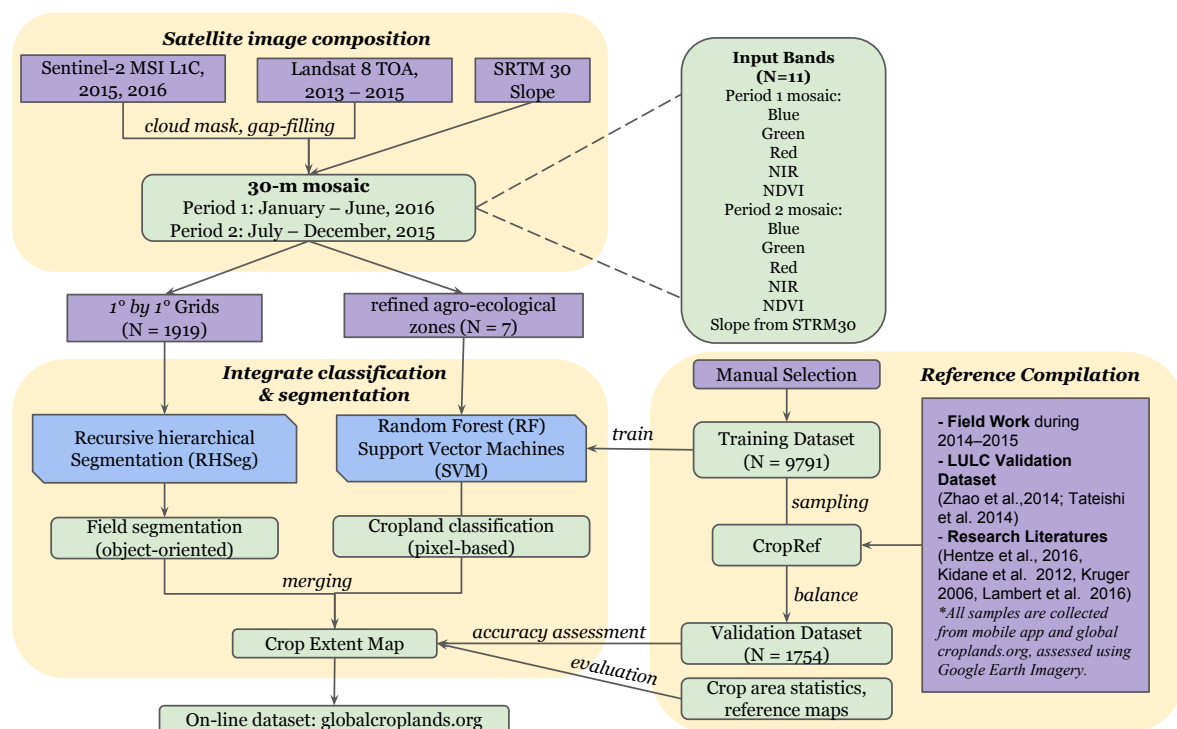 Satellite image composition
Sentinel-2 MSI L1C,
2015, 2016
Landsat 8 TOA,
2013 – 2015
SRTM 30
Slope
cloud mask, gap-filling
30-m mosaic
Period 1: January – June, 2016
Period 2: July – December, 2015
Input Bands
(N=11)
Period 1 mosaic:
Blue
Green
Red
NIR
NDVI
Period 2 mosaic:
Blue
Green
Red
NIR
NDVI
Slope from STRM30
1° by 1° Grids
(N = 1919)
refined agro-ecological
zones (N = 7)
Integrate classification
& segmentation
Recursive hierarchical
Segmentation (RHSeg)
Random Forest (RF)
Support Vector Machines
(SVM)
Field segmentation
(object-oriented)
Cropland classification
(pixel-based)
merging
Crop Extent Map
On-line dataset: globalcroplands.org
train
accuracy assessment
evaluation
Manual Selection
Training Dataset
(N = 9791)
sampling
CropRef
balance
Validation Dataset
(N = 1754)
Crop area statistics,
reference maps
Reference Compilation
- Field Work during
2014–2015
- LULC Validation
Dataset
(Zhao et al.,2014; Tateishi
et al. 2014)
- Research Literatures
(Hentze et al., 2016,
Kidane et al. 2012, Kruger
2006, Lambert et al. 2016)
*All samples are collected
from mobile app and global
croplands.org, assessed using
Google Earth Imagery.